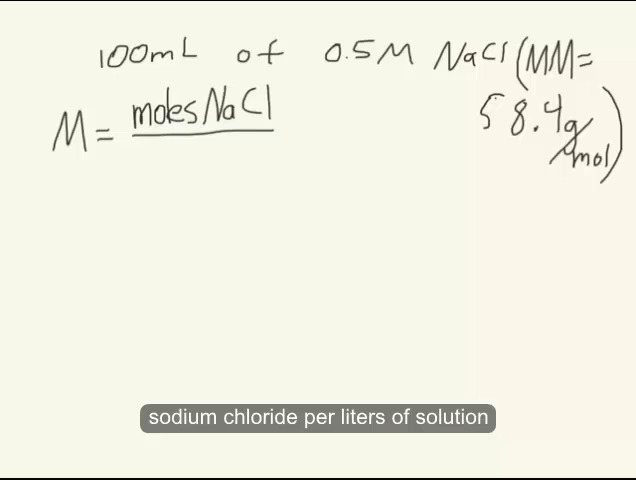 100mL of 0.5M NaCl (MM=
58.4g/mol)
M = moles NaCl
sodium chloride per liters of solution